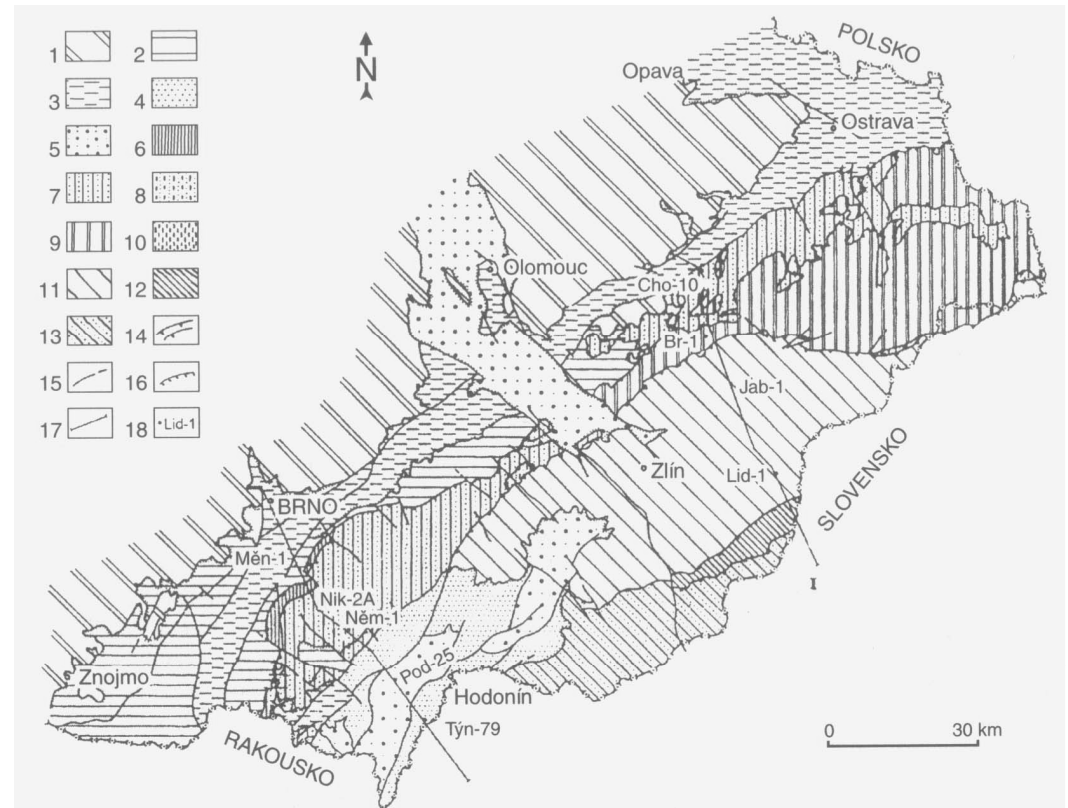 1 2
3 4
5 6
7 8
9 10
11 12
13 14
15 16
17 18 Lid-1
N
POLSKO
Opava
Ostrava
Olomouc
Cho-10
Br-1
Jab-1
Zlín
Lid-1
SLOVENSKO
I
BRNO
Měn-1
Nik-2A
Něm-1
Znojmo
Pod-25
Hodonín
Týn-79
RAKOUSKO
0 30 km